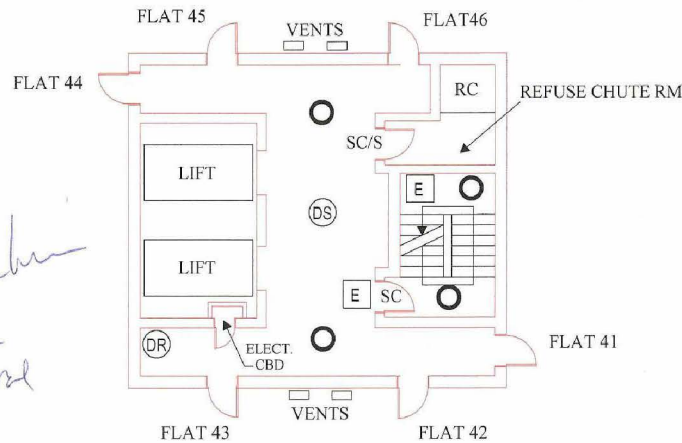 FLAT 45
VENTS
FLAT46
FLAT 44
RC
REFUSE CHUTE RM
SC/S
LIFT
E
DS
LIFT
E
SC
DR
ELECT.
CBD
FLAT 41
VENTS
FLAT 43
FLAT 42